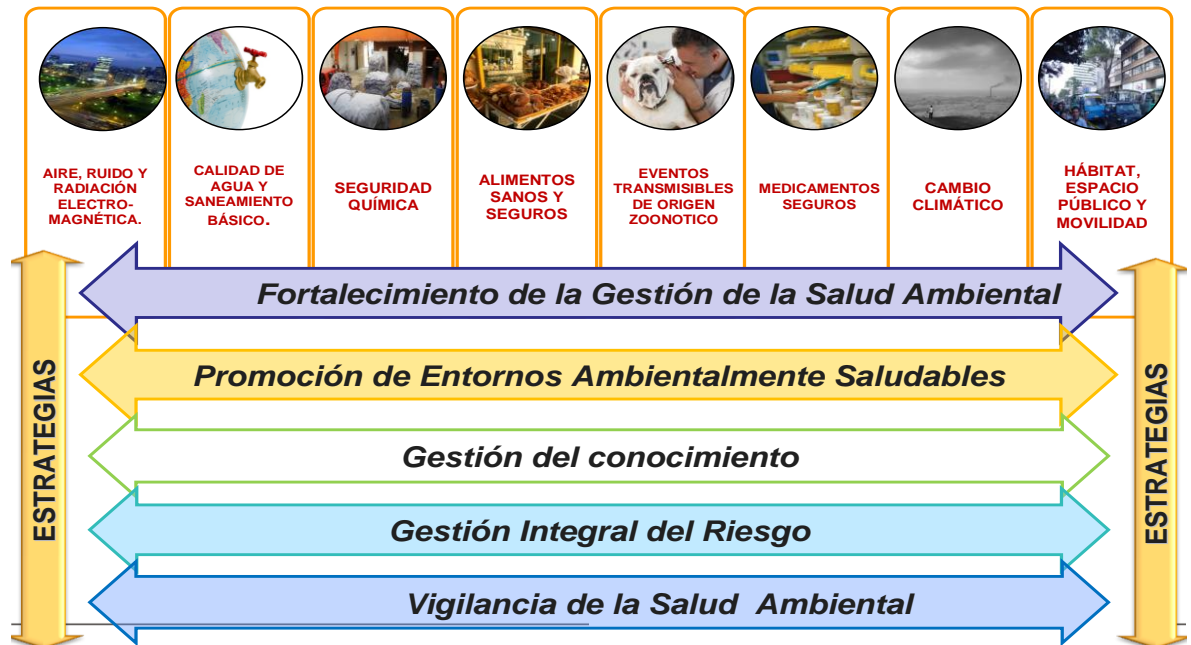 AIRE, RUIDO Y
RADIACIÓN
ELECTRO-
MAGNÉTICA.
CALIDAD DE
AGUA Y
SANEAMIENTO
BÁSICO.
SEGURIDAD
QUÍMICA
ALIMENTOS
SANOS Y
SEGUROS
EVENTOS
TRANSMISIBLES
DE ORIGEN
ZOONOTICO
MEDICAMENTOS
SEGUROS
CAMBIO
CLIMÁTICO
HÁBITAT,
ESPACIO
PÚBLICO Y
MOVILIDAD
ESTRATEGIAS
Fortalecimiento de la Gestión de la Salud Ambiental
Promoción de Entornos Ambientalmente Saludables
Gestión del conocimiento
Gestión Integral del Riesgo
Vigilancia de la Salud Ambiental
ESTRATEGIAS